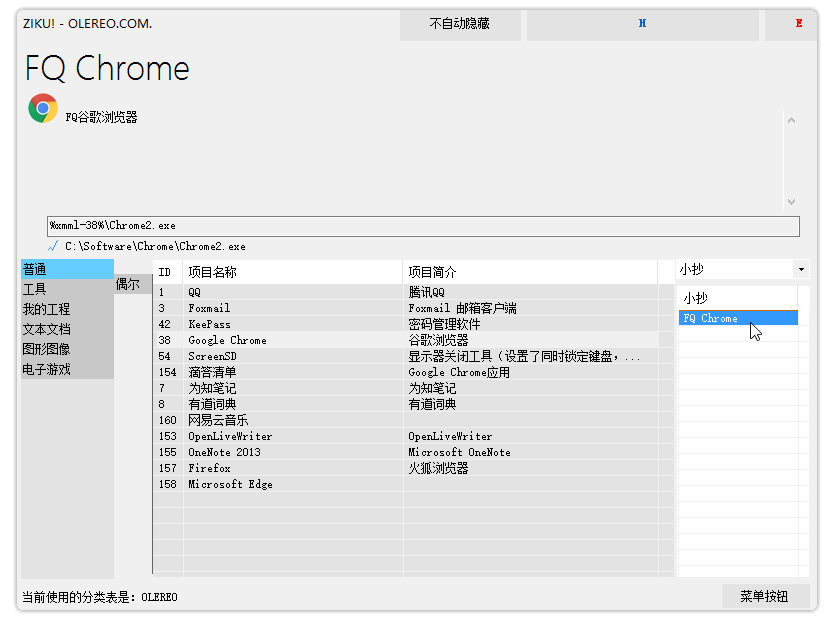 ZIKU! - OLEREO.COM. 不自动隐藏 H E
FQ Chrome
FQ谷歌浏览器
%xmml-38%\Chrome2.exe
C:\Software\Chrome\Chrome2.exe
普通
工具
我的工程
文本文档
图形图像
电子游戏
偶尔
ID 项目名称 项目简介
1 QQ 腾讯QQ
3 Foxmail Foxmail 邮箱客户端
42 KeePass 密码管理软件
38 Google Chrome 谷歌浏览器
54 ScreenSD 显示器关闭工具（设置了同时锁定键盘，...
154 滴答清单 Google Chrome应用
7 为知笔记 为知笔记
8 有道词典 有道词典
160 网易云音乐
153 OpenLiveWriter OpenLiveWriter
155 OneNote 2013 Microsoft OneNote
157 Firefox 火狐浏览器
158 Microsoft Edge
小抄
小抄
FQ Chrome
当前使用的分类表是：OLEREO 菜单按钮